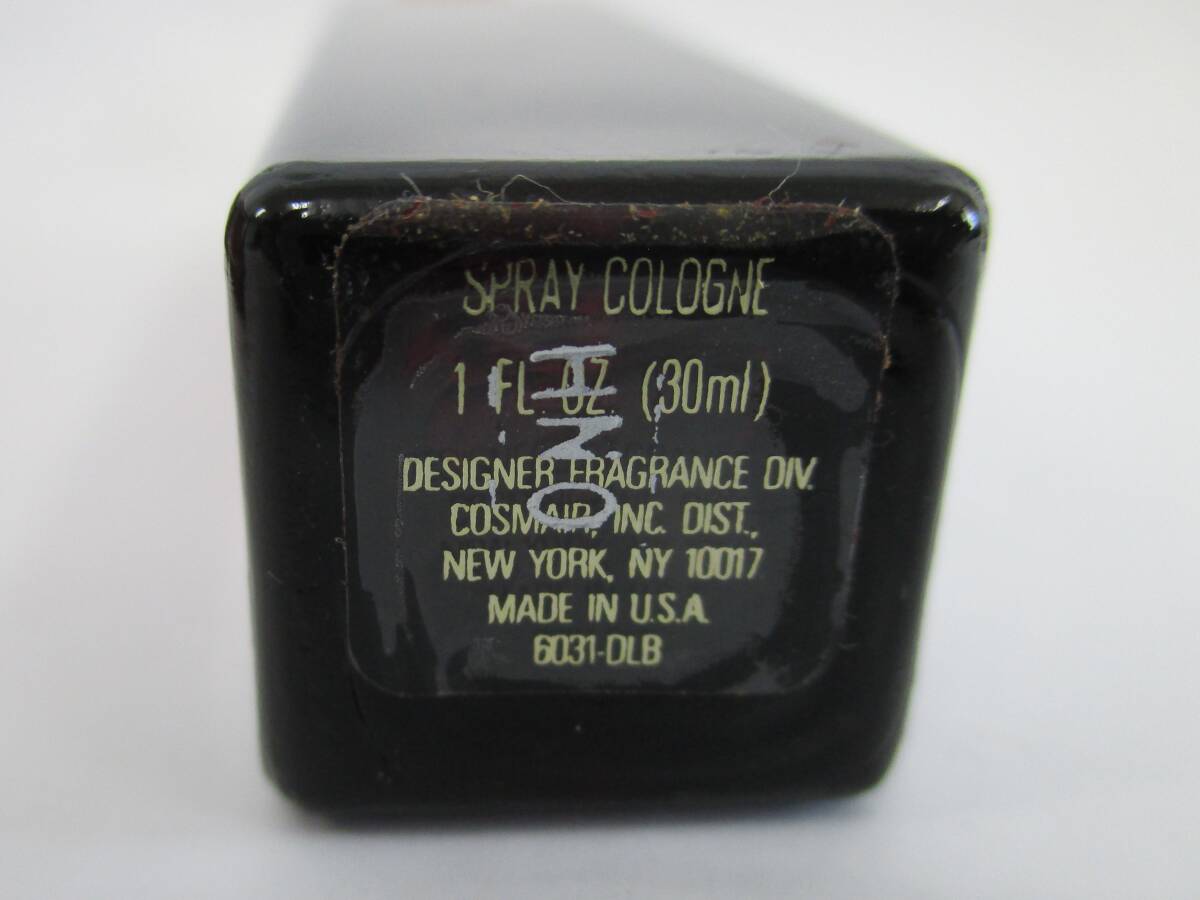 SPRAY COLOGNE
1 FL OZ. (30ml)
DESIGNER FRAGRANCE DIV.
COSMAIR, INC. DIST.,
NEW YORK, NY 10017
MADE IN U.S.A.
6031-DLB
HNO